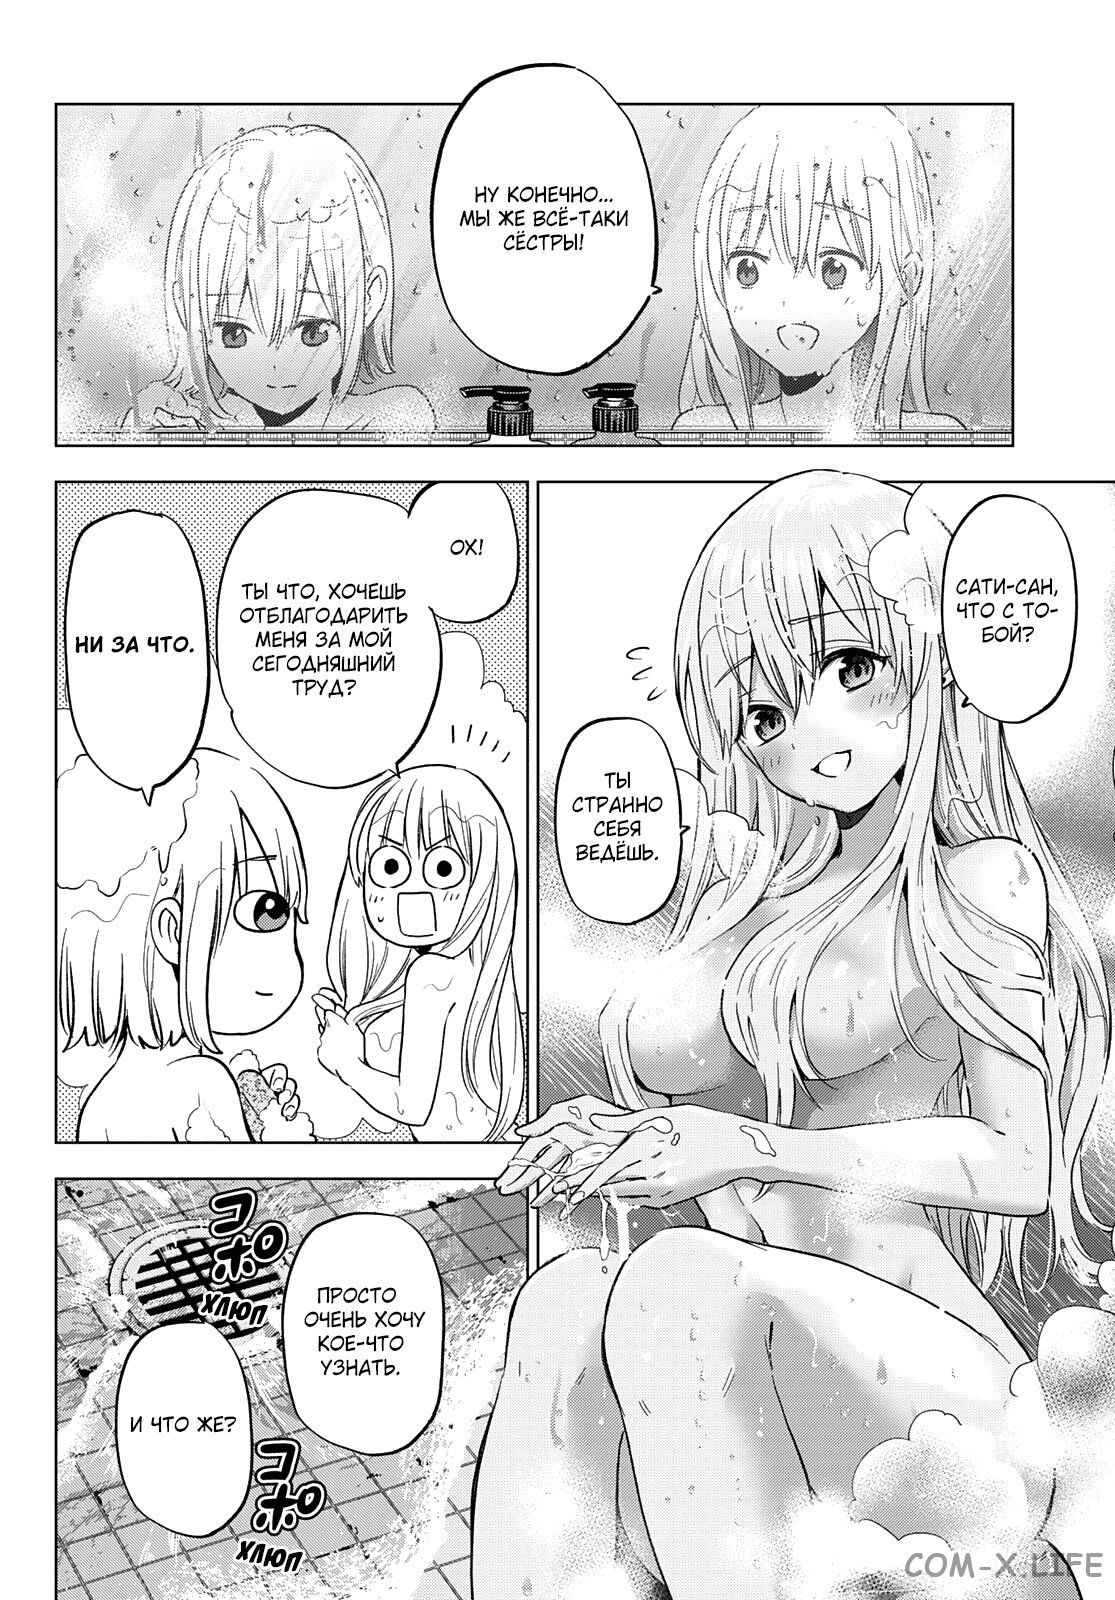 НУ КОНЕЧНО...
МЫ ЖЕ ВСЁ-ТАКИ
СЁСТРЫ!
САТИ-САН,
ЧТО С ТО-
БОЙ?
ТЫ
СТРАННО
СЕБЯ
ВЕДЁШЬ.
ОХ!
ТЫ ЧТО, ХОЧЕШЬ
ОТБЛАГОДАРИТЬ
МЕНЯ ЗА МОЙ
СЕГОДНЯШНИЙ
ТРУД?
НИ ЗА ЧТО.
コポロ
ХЛЮП
ПРОСТО
ОЧЕНЬ ХОЧУ
КОЕ-ЧТО
УЗНАТЬ.
И ЧТО ЖЕ?
コポロ
ХЛЮП
COM-X.LIFE